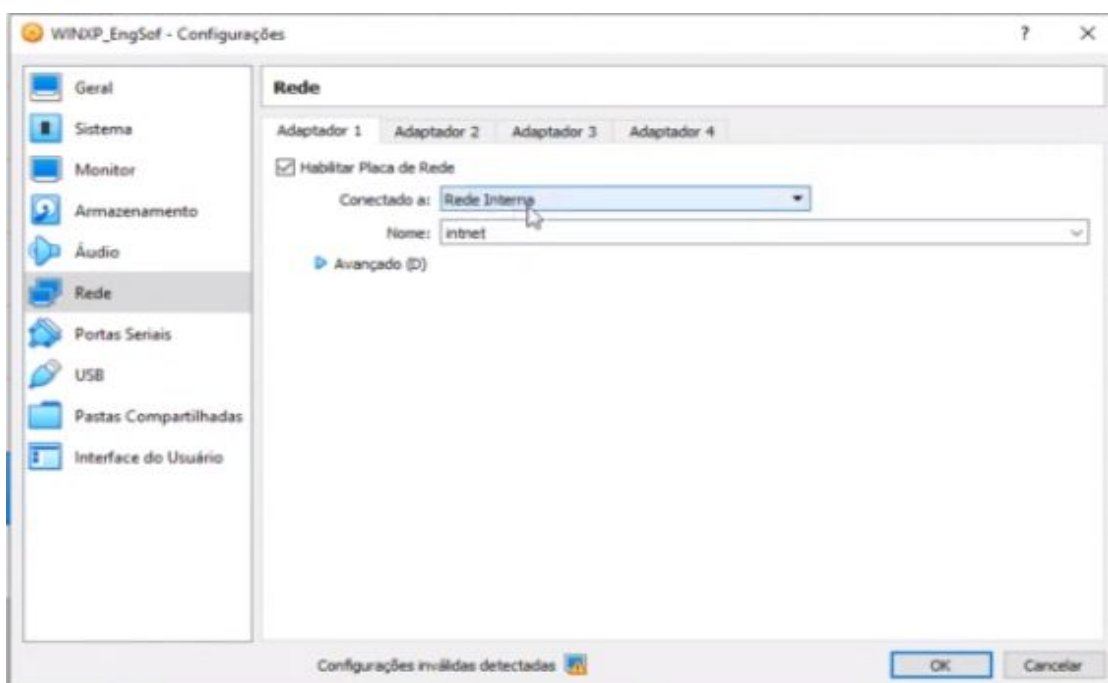 WINXP_EngSof - Configurações
? ×
Geral
Sistema
Monitor
Armazenamento
Áudio
Rede
Portas Seriais
USB
Pastas Compartilhadas
Interface do Usuário
Rede
Adaptador 1 Adaptador 2 Adaptador 3 Adaptador 4
Habilitar Placa de Rede
Conectado a: Rede Interna
Nome: intnet
Avançado (D)
Configurações inválidas detectadas
OK Cancelar